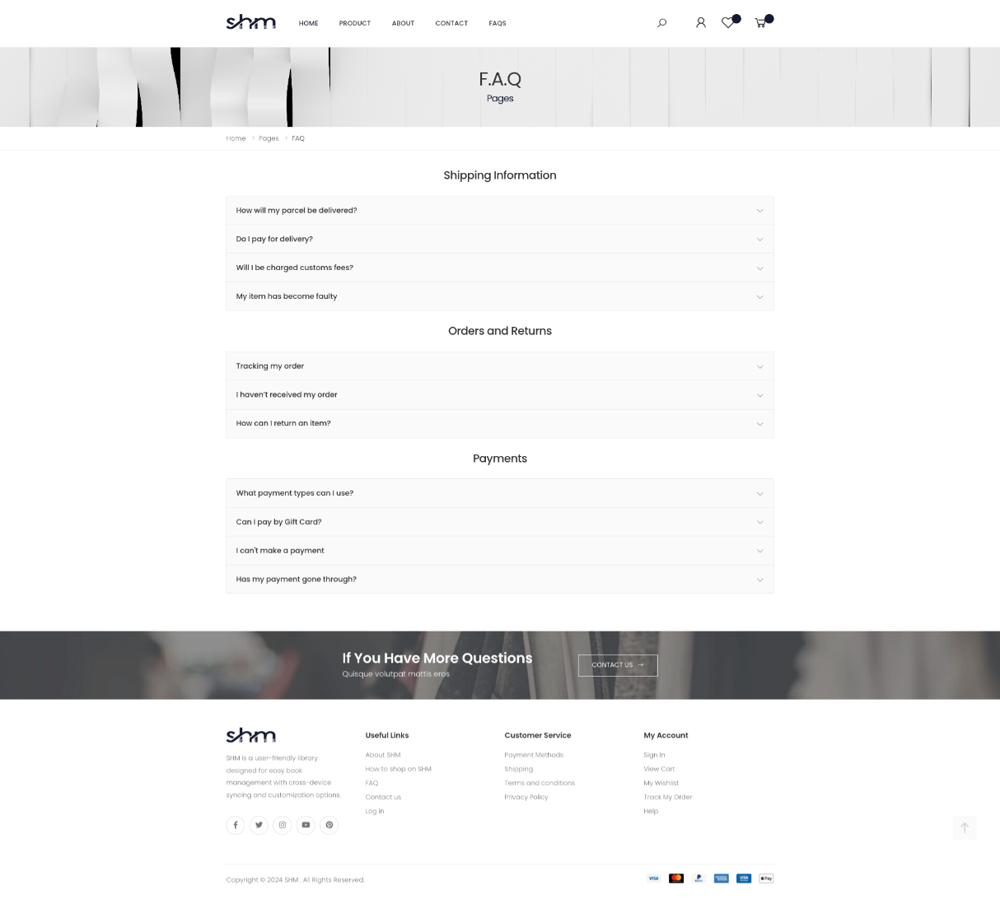 shm
HOME
PRODUCT
ABOUT
CONTACT
FAQS
F.A.Q
Pages
Home > Pages > FAQ
Shipping Information
How will my parcel be delivered?
Do I pay for delivery?
Will I be charged customs fees?
My item has become faulty
Orders and Returns
Tracking my order
I haven’t received my order
How can I return an item?
Payments
What payment types can I use?
Can I pay by Gift Card?
I can't make a payment
Has my payment gone through?
If You Have More Questions
Quisque volutpat mattis eros
CONTACT US →
shm
SHM is a user-friendly library
designed for easy book
management with cross-device
syncing and customization options.
Useful Links
About SHM
How to shop on SHM
FAQ
Contact us
Log in
Customer Service
Payment Methods
Shipping
Terms and conditions
Privacy Policy
My Account
Sign In
View Cart
My Wishlist
Track My Order
Help
Copyright © 2024 SHM . All Rights Reserved.
VISA
PayPal
VISA
Pay